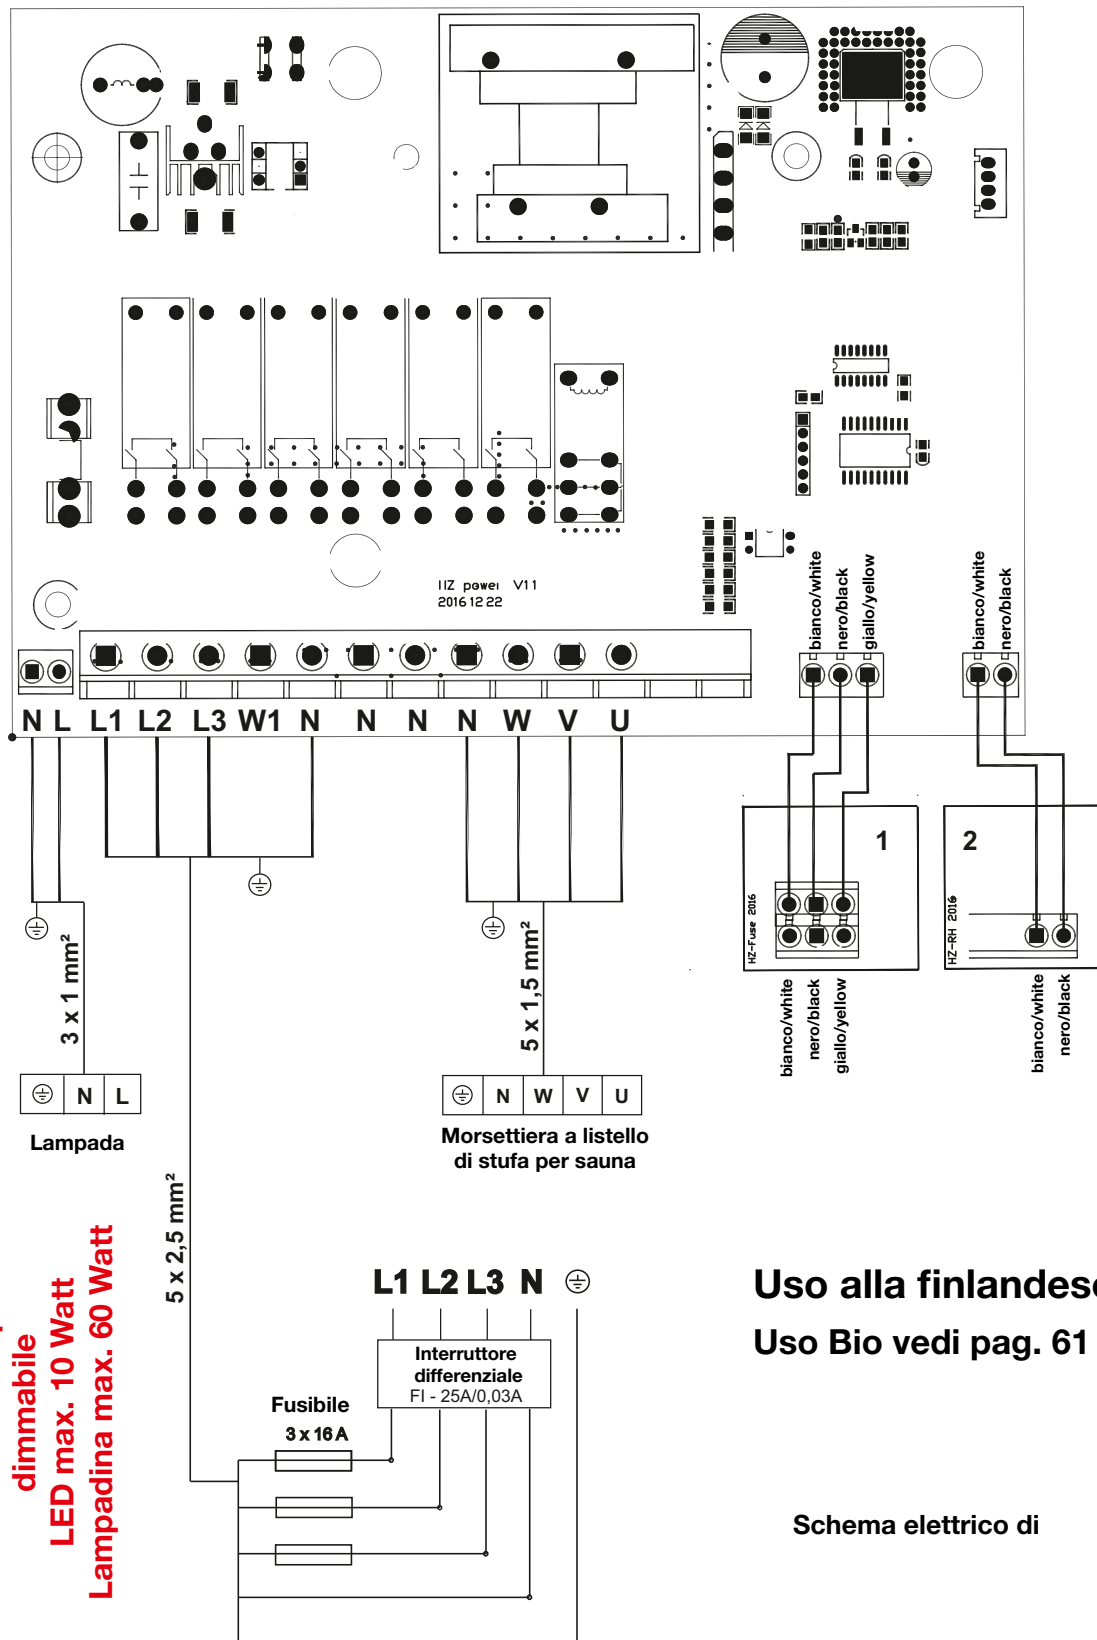 HZ power V11
2016 12 22
bianco/white
nero/black
giallo/yellow
bianco/white
nero/black
N L L1 L2 L3 W1 N N N N W V U
1
HZ-Fuse 2016
bianco/white
nero/black
giallo/yellow
2
HZ-RH 2016
bianco/white
nero/black
3 x 1 mm²
N L
Lampada
5 x 1,5 mm²
N W V U
Morsettiera a listello
di stufa per sauna
5 x 2,5 mm²
dimmabile
LED max. 10 Watt
Lampadina max. 60 Watt
L1 L2 L3 N
Interruttore
differenziale
FI - 25A/0,03A
Fusibile
3 x 16 A
Uso alla finlandese
Uso Bio vedi pag. 61
Schema elettrico di